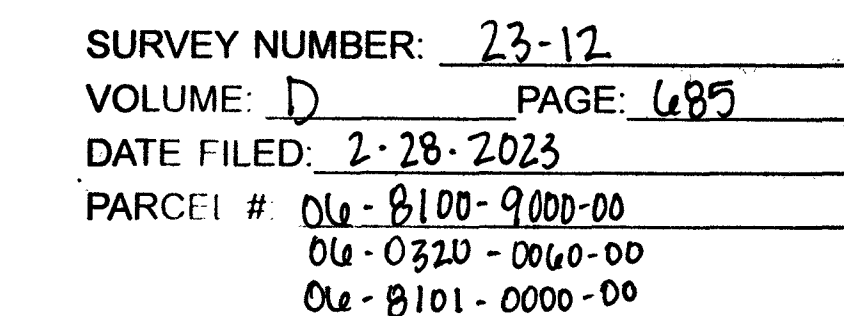 SURVEY NUMBER: 23-12
VOLUME: D PAGE: 685
DATE FILED: 2·28·2023
PARCEL #: 06-8100-9000-00
06-0320-0060-00
06-8101-0000-00